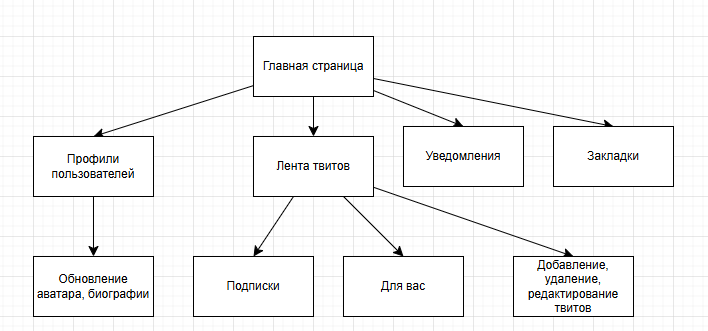 Главная страница
Профили
пользователей
Лента твитов
Уведомления
Закладки
Обновление
аватара, биографии
Подписки
Для вас
Добавление,
удаление,
редактирование
твитов